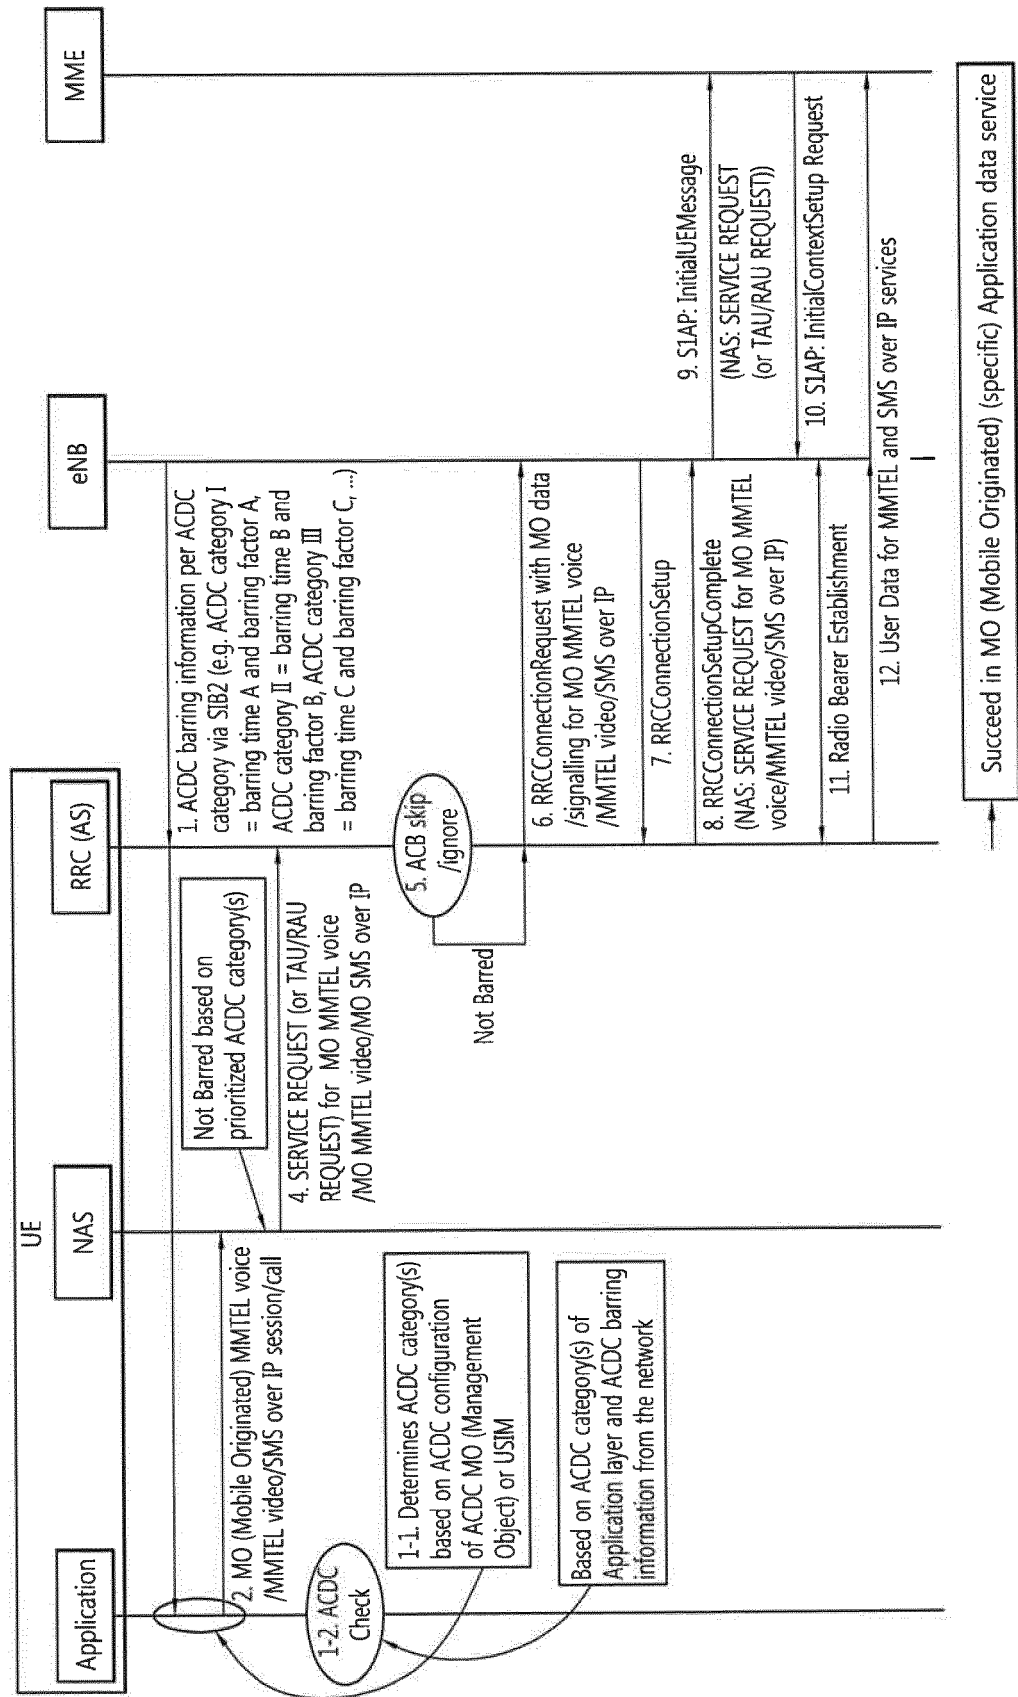 UE
Application
NAS
RRC (AS)
eNB
MME
1. ACDC barring information per ACDC
category via SIB2 (e.g. ACDC category I
= barring time A and barring factor A,
ACDC category II = barring time B and
barring factor B, ACDC category III
= barring time C and barring factor C, ...)
2. MO (Mobile Originated) MMTEL voice
/MMTEL video/SMS over IP session/call
Not Barred based on
prioritized ACDC category(s)
4. SERVICE REQUEST (or TAU/RAU
REQUEST) for MO MMTEL voice
/MO MMTEL video/MO SMS over IP
1-2. ACDC
Check
1-1. Determines ACDC category(s)
based on ACDC configuration
of ACDC MO (Management
Object) or USIM
5. ACB skip
/ignore
Not Barred
Based on ACDC category(s) of
Application layer and ACDC barring
information from the network
6. RRCConnectionRequest with MO data
/signalling for MO MMTEL voice
/MMTEL video/SMS over IP
7. RRCConnectionSetup
8. RRCConnectionSetupComplete
(NAS: SERVICE REQUEST for MO MMTEL
voice/MMTEL video/SMS over IP)
9. S1AP: InitialUEMessage
(NAS: SERVICE REQUEST
(or TAU/RAU REQUEST))
10. S1AP: InitialContextSetup Request
11. Radio Bearer Establishment
12. User Data for MMTEL and SMS over IP services
Succeed in MO (Mobile Originated) (specific) Application data service